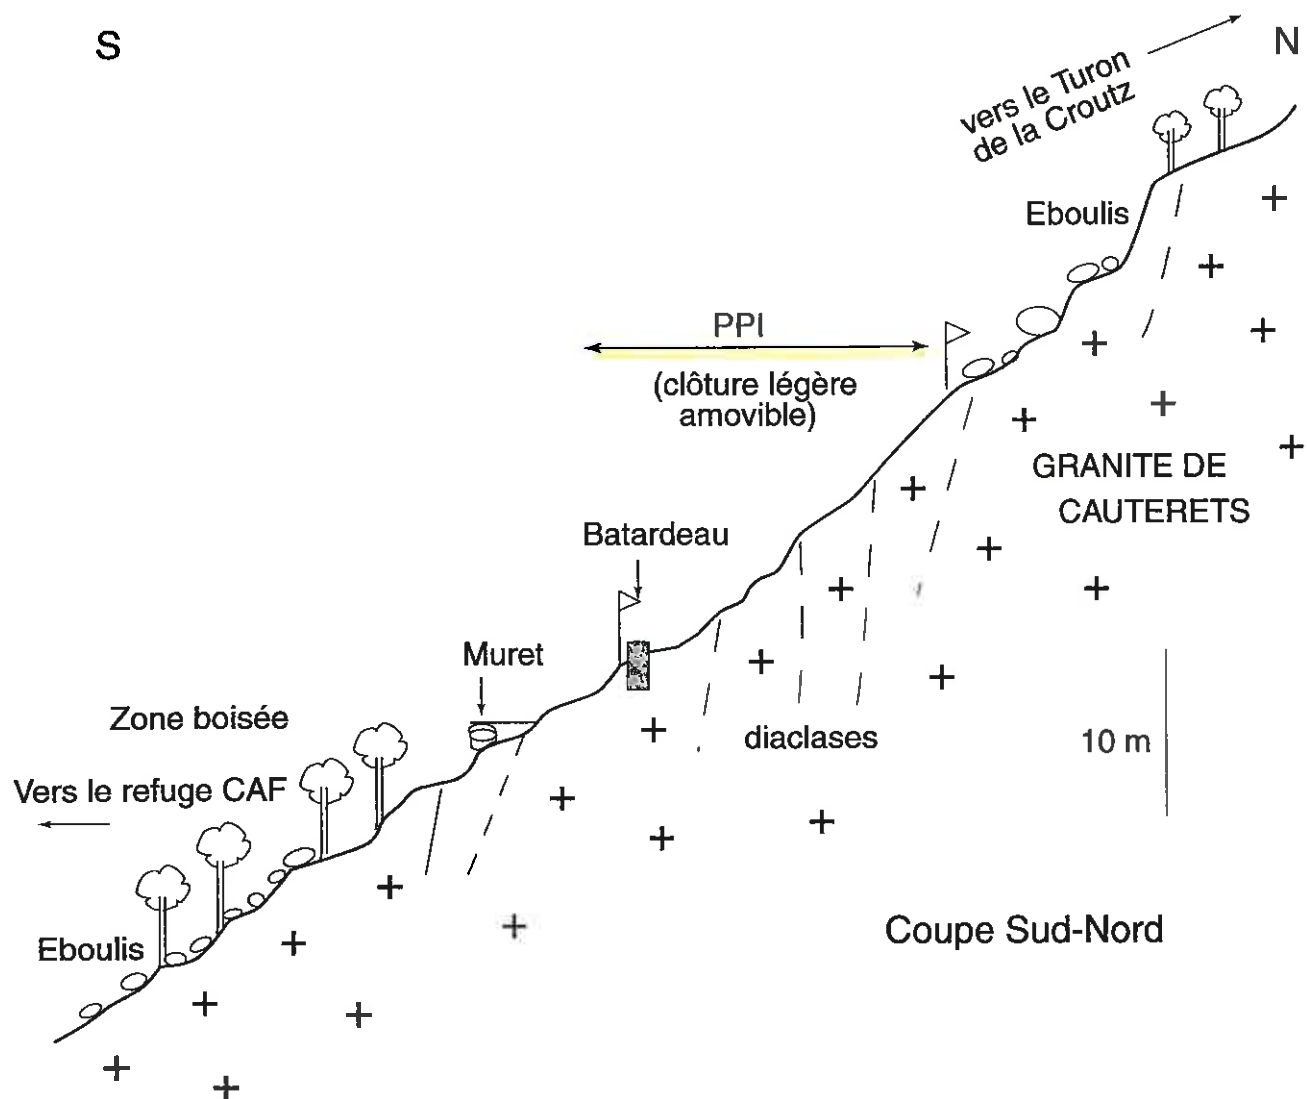 S
N
vers le Turon
de la Croutz
Eboulis
PPI
(clôture légère
amovible)
GRANITE DE
CAUTERETS
Batardeau
Muret
Zone boisée
diaclases
10 m
Vers le refuge CAF
Eboulis
Coupe Sud-Nord